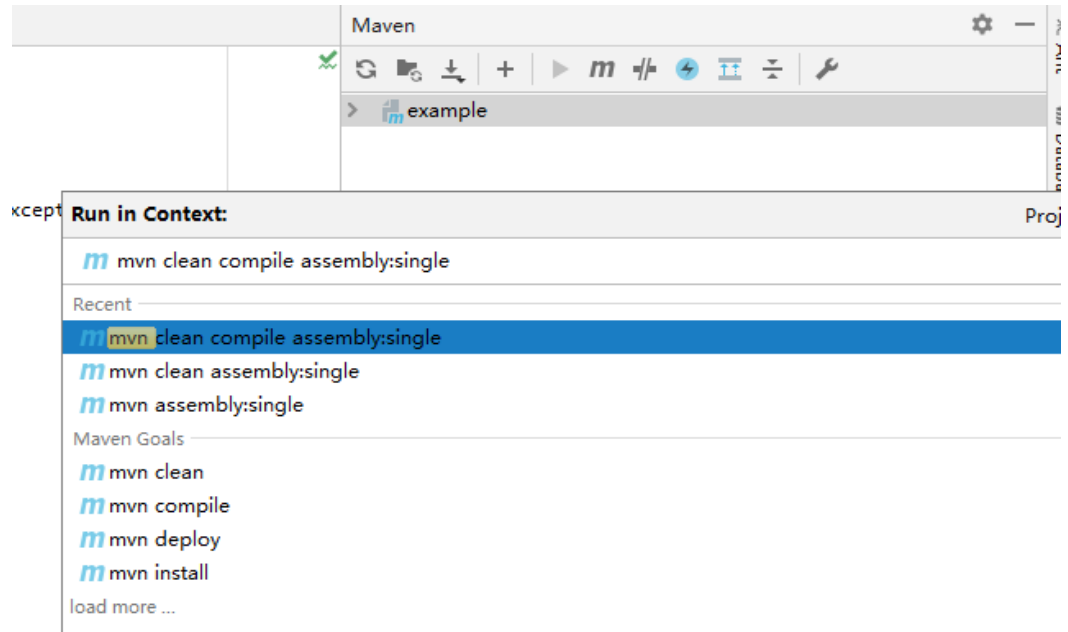 Maven
example
xcept
Run in Context:
Proj
mvn clean compile assembly:single
Recent
mvn clean compile assembly:single
mvn clean assembly:single
mvn assembly:single
Maven Goals
mvn clean
mvn compile
mvn deploy
mvn install
load more ...